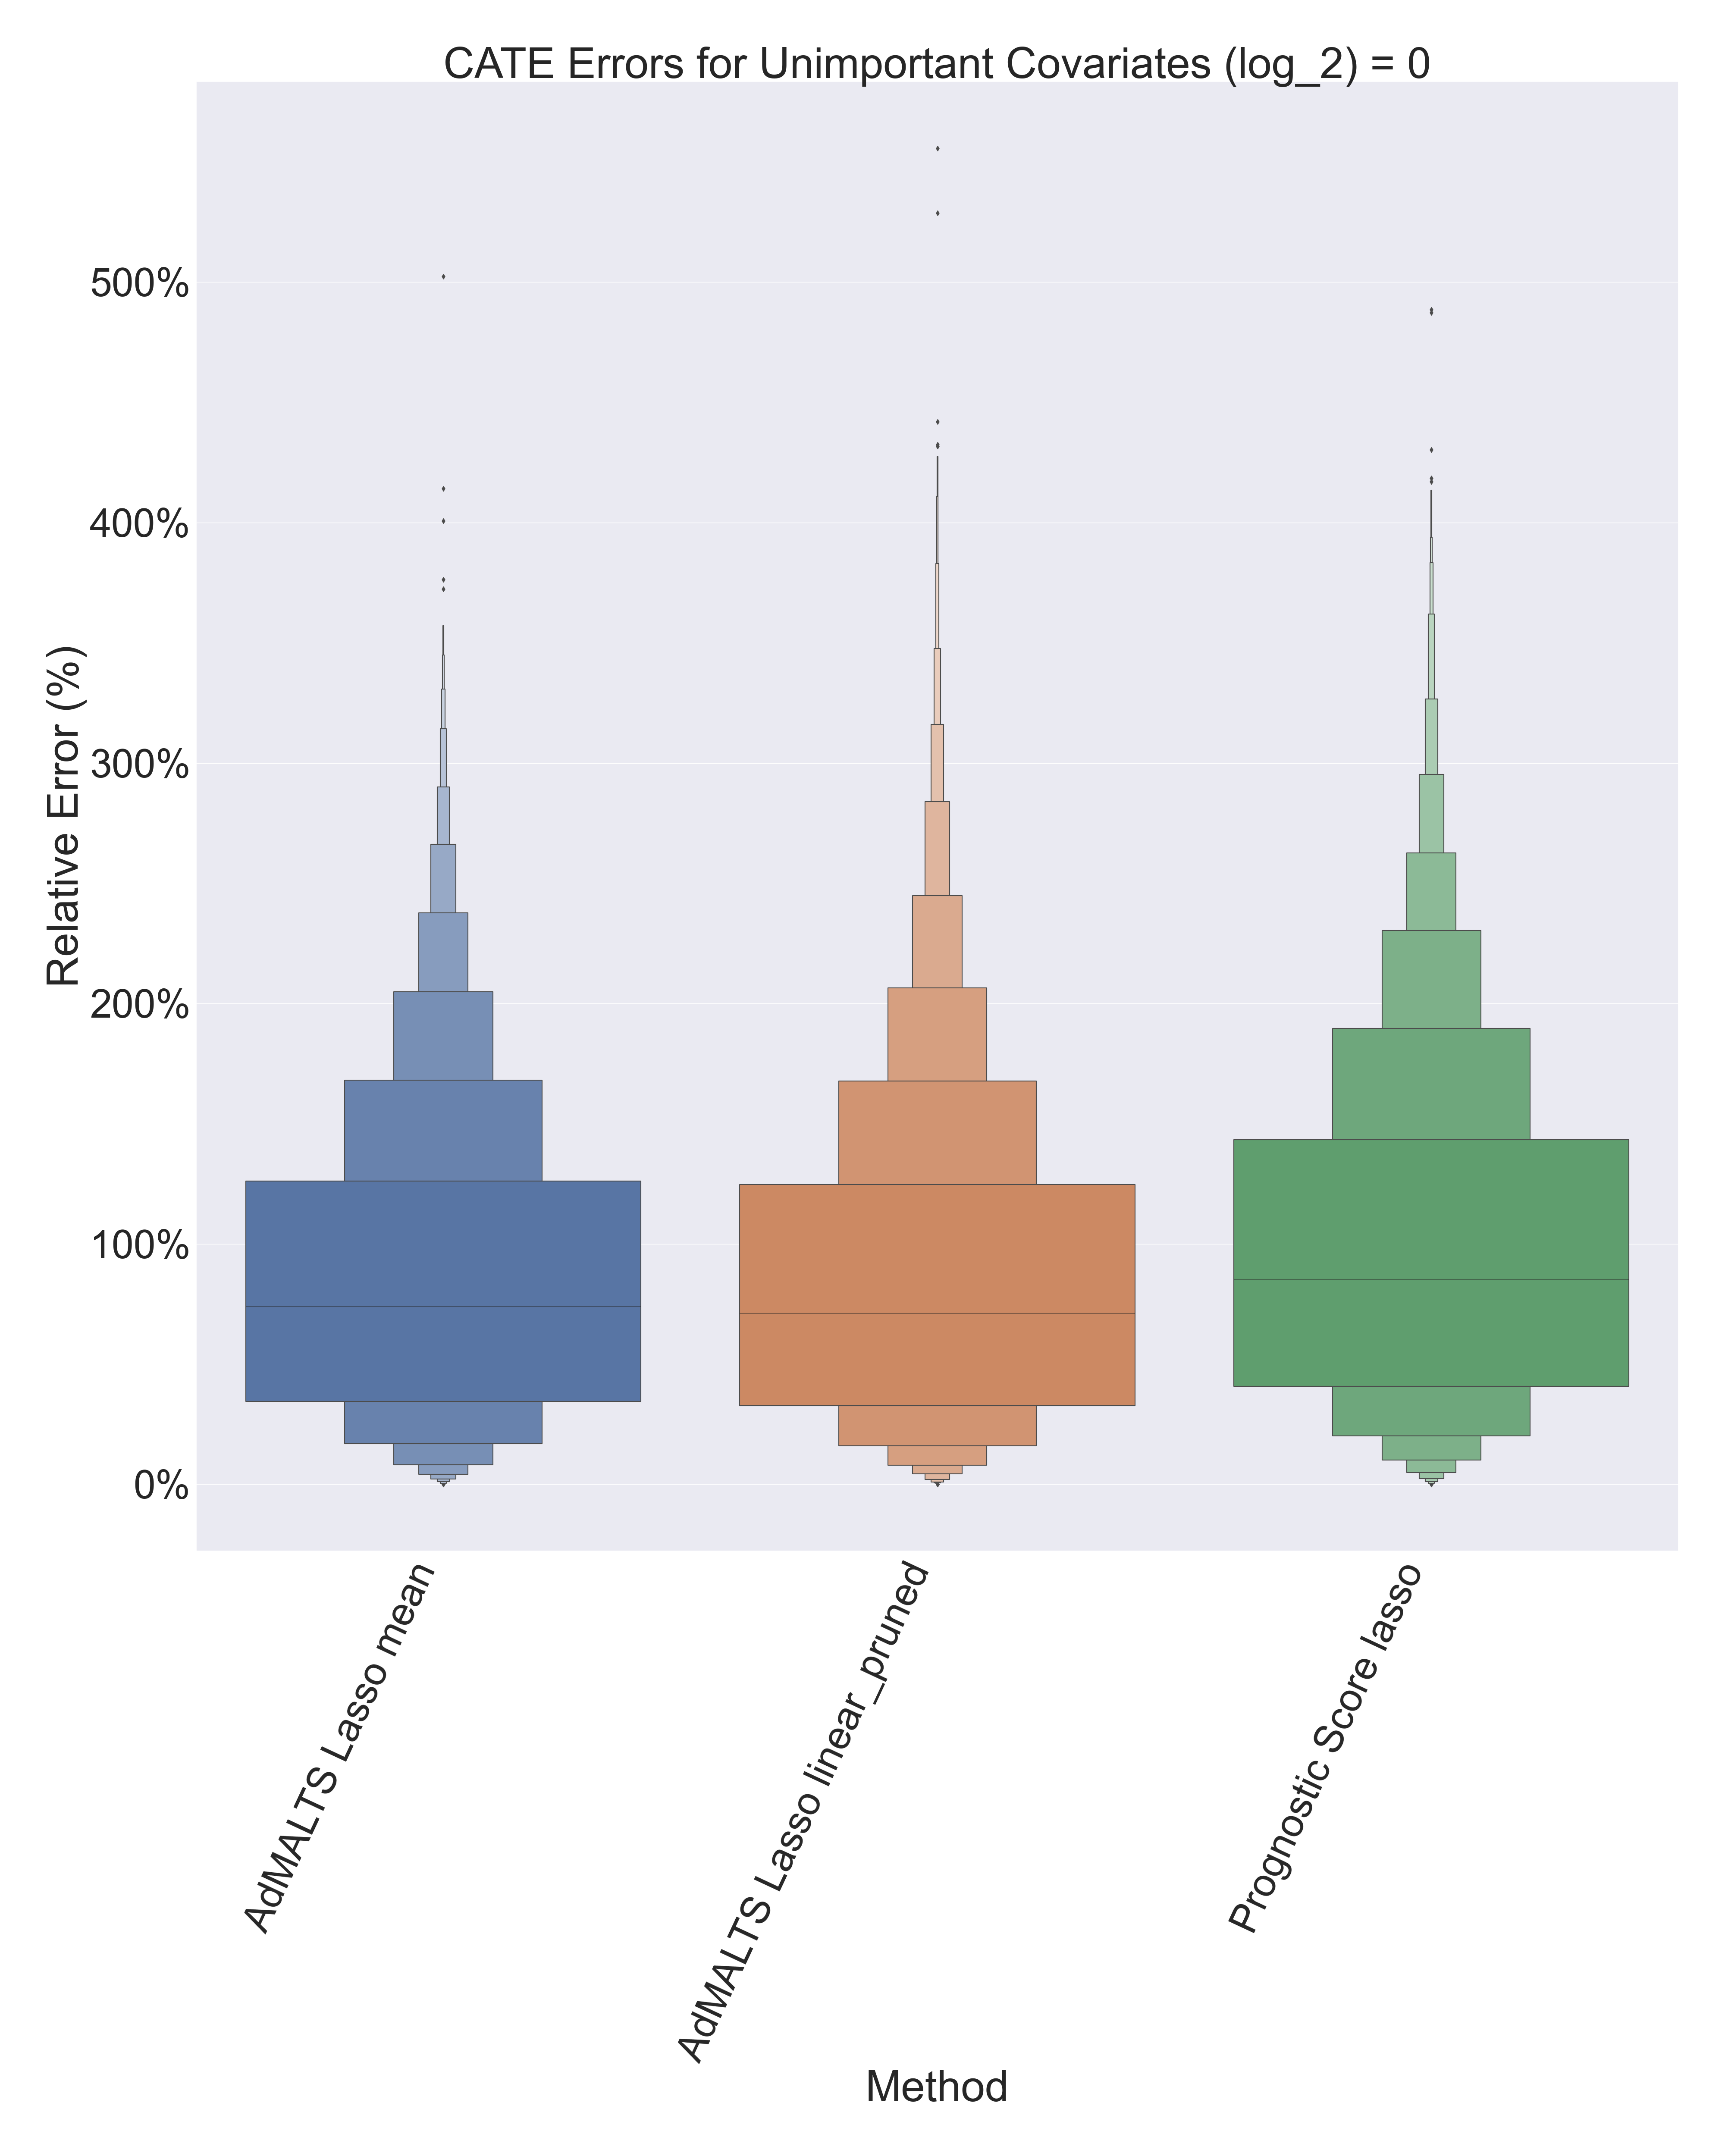 CATE Errors for Unimportant Covariates (log_2) = 0
Relative Error (%)
500%
400%
300%
200%
100%
0%
AdMALTS Lasso mean
AdMALTS Lasso linear_pruned
Prognostic Score lasso
Method